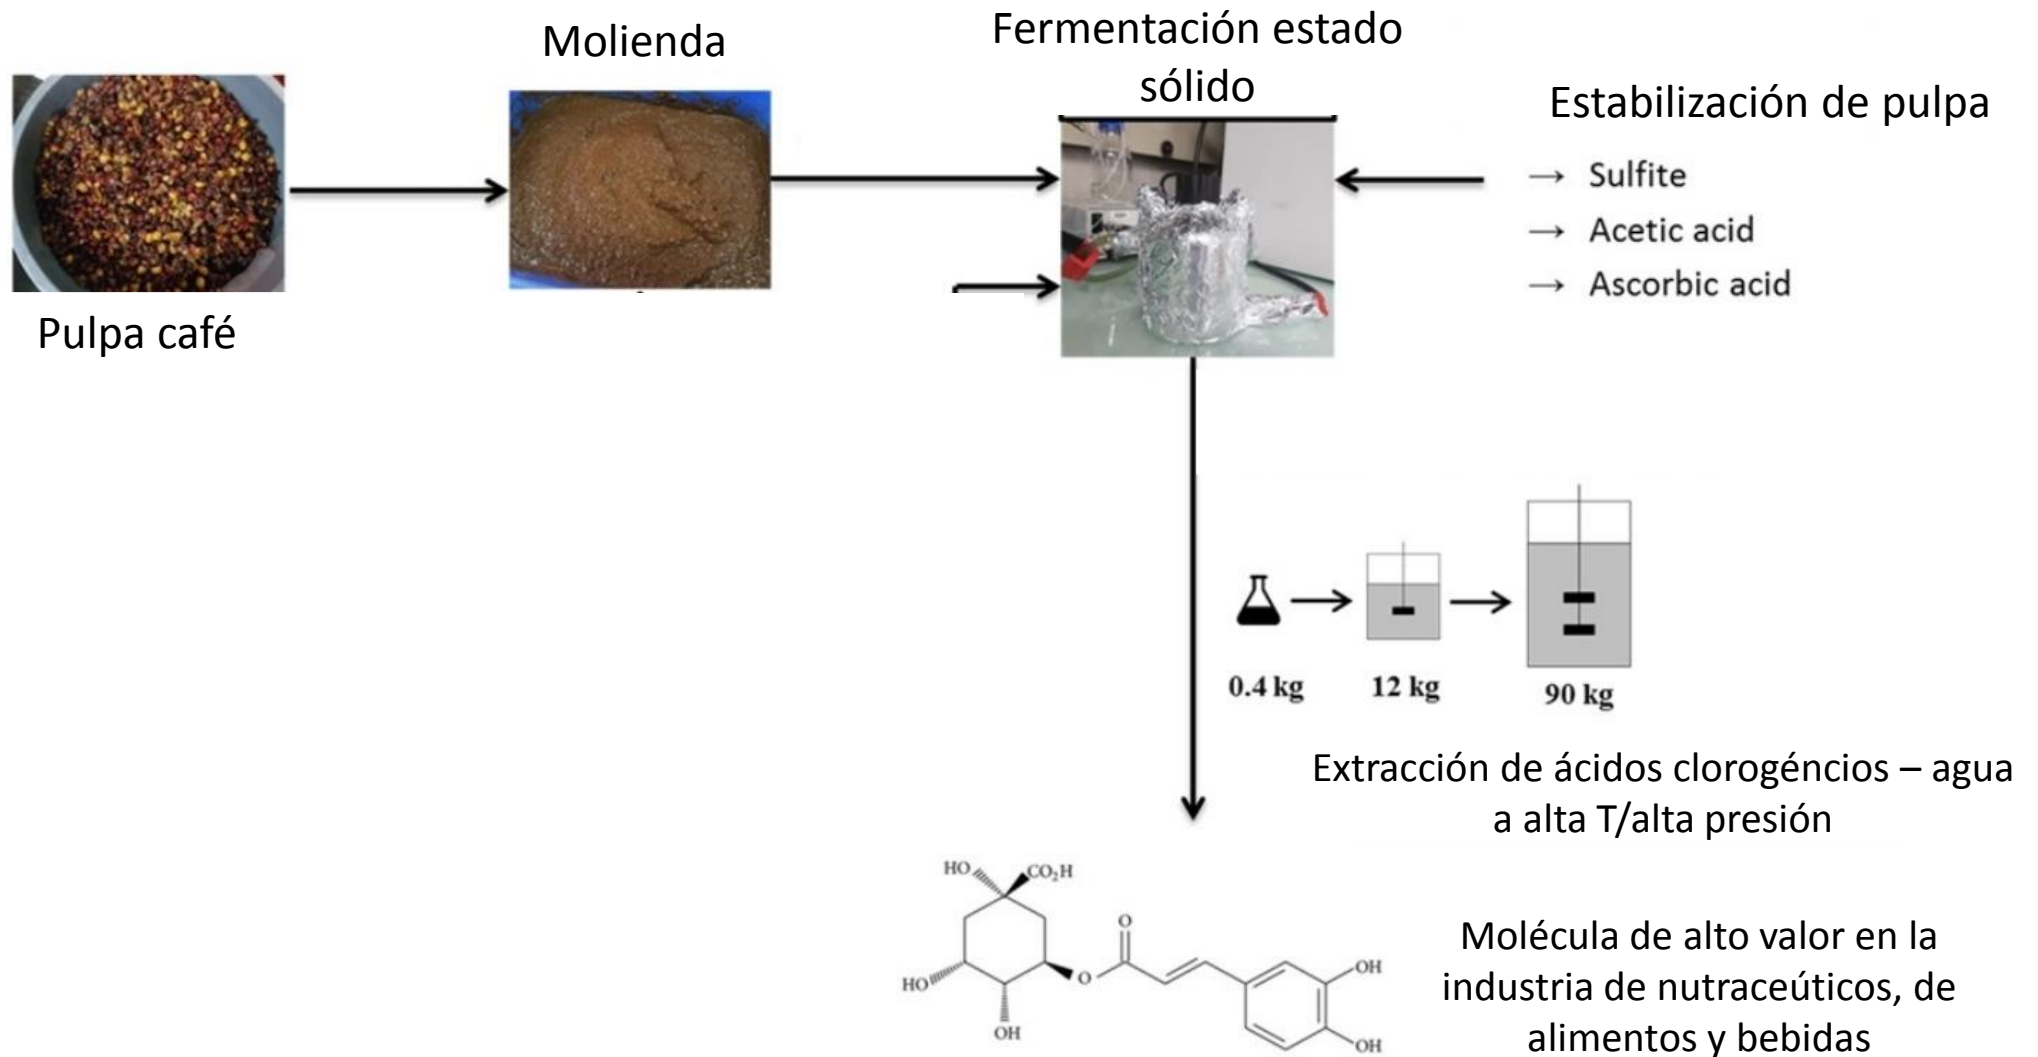 Molienda
Fermentación estado
sólido
Estabilización de pulpa
→ Sulfite
→ Acetic acid
→ Ascorbic acid
Pulpa café
0.4 kg
12 kg
90 kg
Extracción de ácidos clorogéncios – agua
a alta T/alta presión
HO
CO₂H
O
HO
O
OH
OH
OH
Molécula de alto valor en la
industria de nutraceúticos, de
alimentos y bebidas